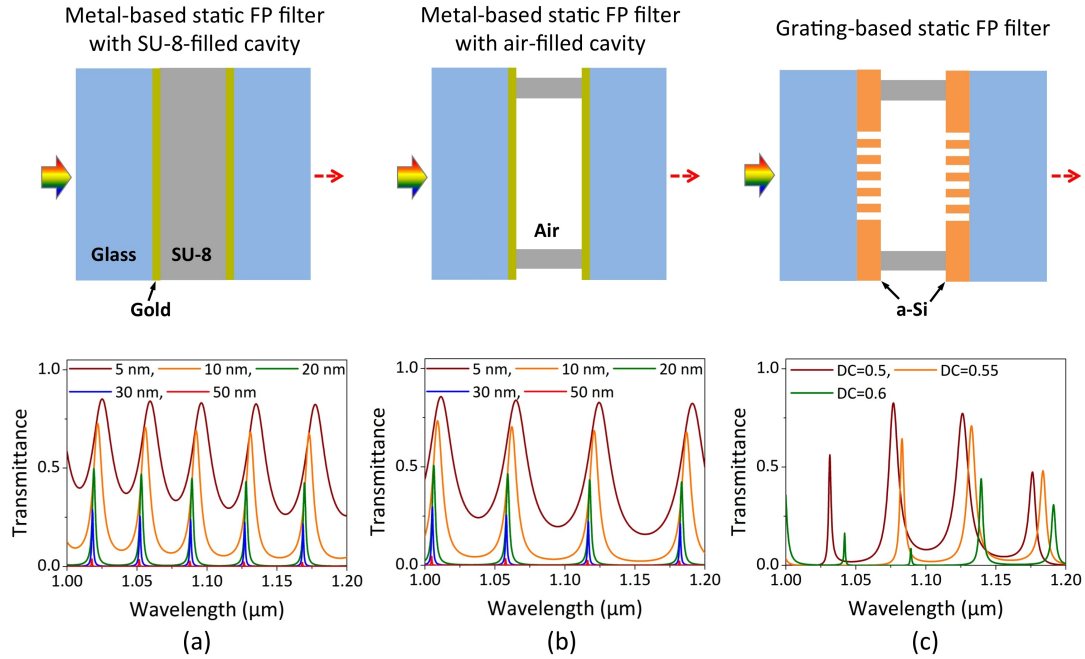 Metal-based static FP filter
with SU-8-filled cavity
Metal-based static FP filter
with air-filled cavity
Grating-based static FP filter
Glass
SU-8
Gold
Air
a-Si
1.0
0.5
0.0
Transmittance
5 nm, 10 nm, 20 nm
30 nm, 50 nm
1.00 1.05 1.10 1.15 1.20
Wavelength (μm)
(a)
1.0
0.5
0.0
Transmittance
5 nm, 10 nm, 20 nm
30 nm, 50 nm
1.00 1.05 1.10 1.15 1.20
Wavelength (μm)
(b)
1.0
0.5
0.0
Transmittance
DC=0.5, DC=0.55
DC=0.6
1.00 1.05 1.10 1.15 1.20
Wavelength (μm)
(c)